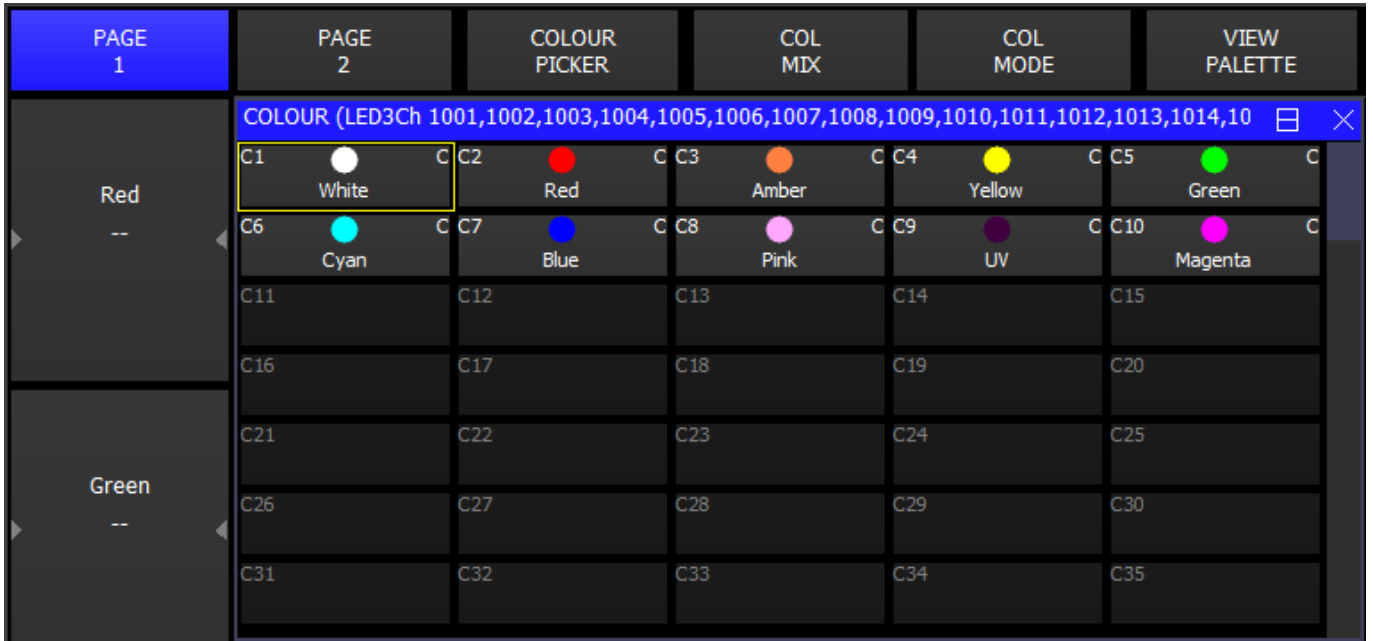 PAGE
1
PAGE
2
COLOUR
PICKER
COL
MIX
COL
MODE
VIEW
PALETTE
COLOUR (LED3Ch 1001,1002,1003,1004,1005,1006,1007,1008,1009,1010,1011,1012,1013,1014,10
Red
--
Green
--
C1 C
White
C2 C
Red
C3 C
Amber
C4 C
Yellow
C5 C
Green
C6 C
Cyan
C7 C
Blue
C8 C
Pink
C9 C
UV
C10 C
Magenta
C11
C12
C13
C14
C15
C16
C17
C18
C19
C20
C21
C22
C23
C24
C25
C26
C27
C28
C29
C30
C31
C32
C33
C34
C35